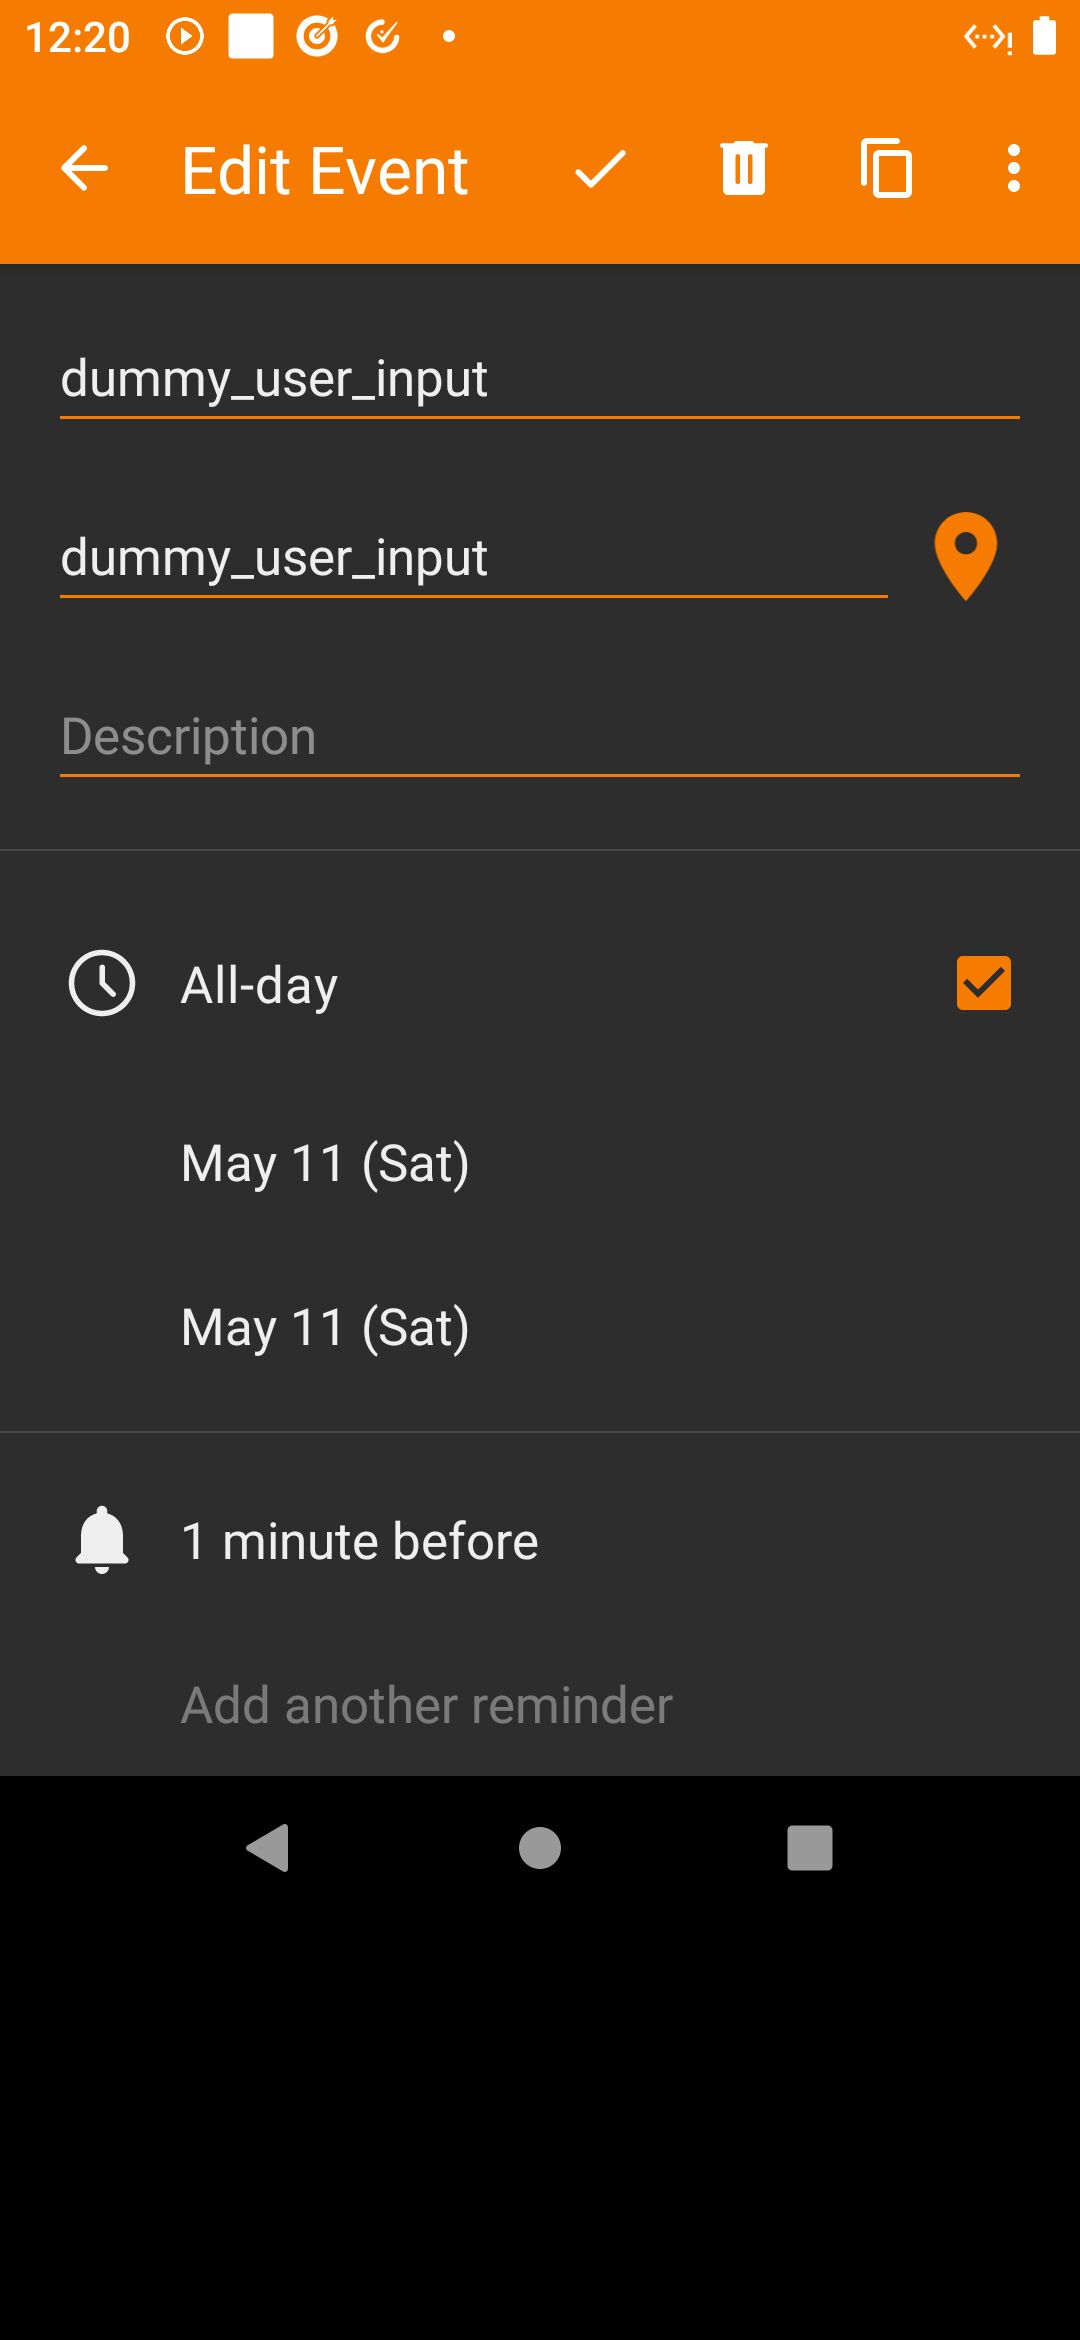 12:20
Edit Event
dummy_user_input
dummy_user_input
Description
All-day
May 11 (Sat)
May 11 (Sat)
1 minute before
Add another reminder